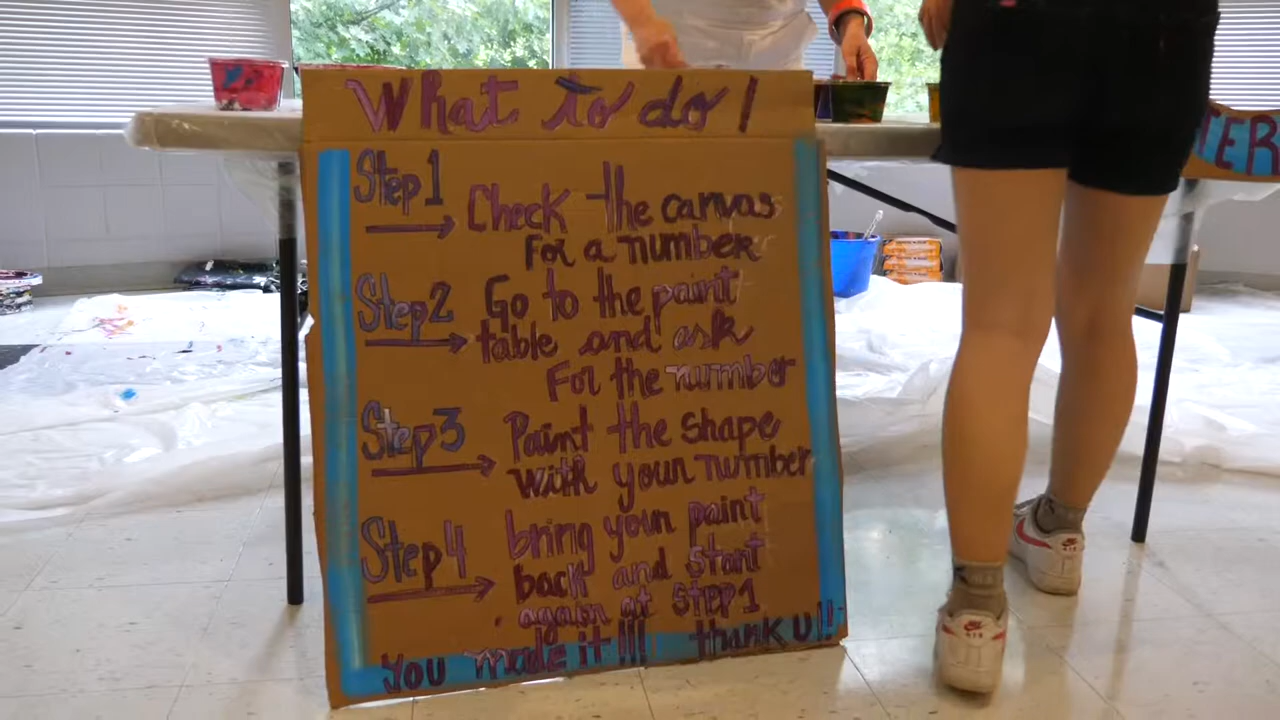 What to do!
Step 1
Check the canvas
For a number
Step 2
Go to the paint
table and ask
For the number
Step 3
Paint the shape
with your number
Step 4
bring your paint
back and start
again at Step 1
You made it!!! thank U!!
TER